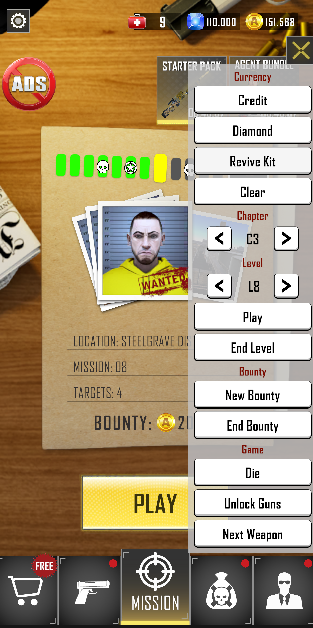 9
110.000
151.568
ADS
STARTER PACK
AGENT BUNDLE
Currency
Credit
Diamond
Revive Kit
Clear
Chapter
C3
Level
L8
Play
End Level
Bounty
New Bounty
End Bounty
Game
Die
Unlock Guns
Next Weapon
WANTED
LOCATION: STEELGRAVE DI
MISSION: 08
TARGETS: 4
BOUNTY:
PLAY
FREE
MISSION